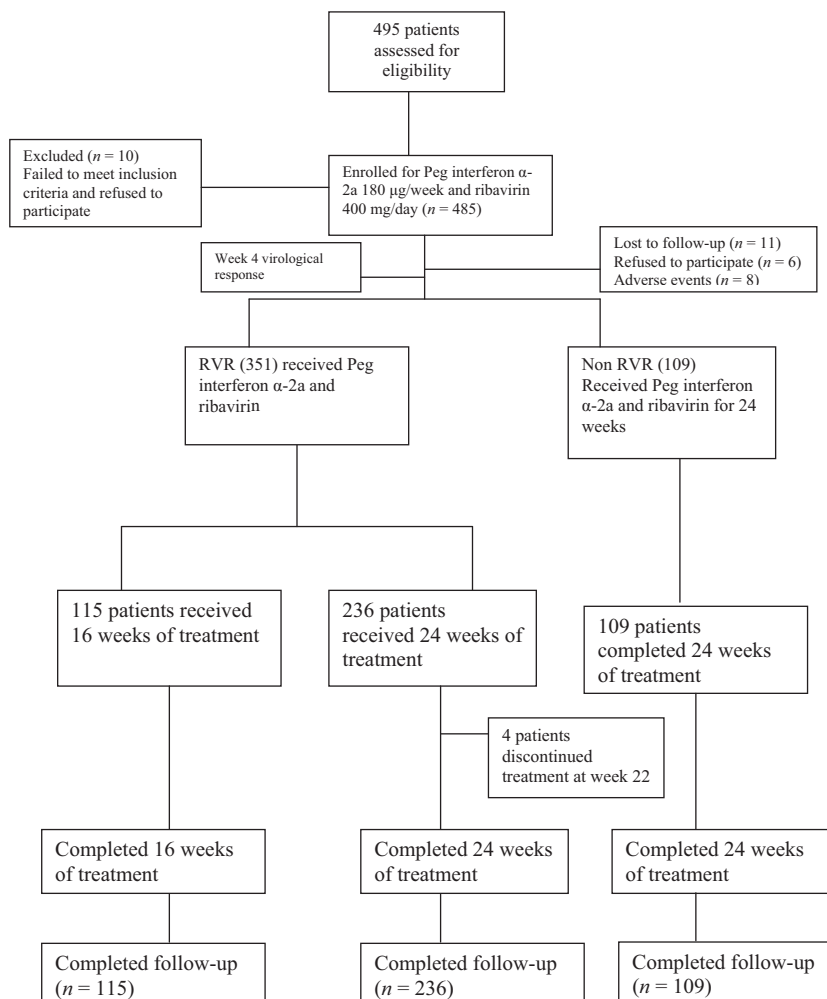 495 patients
assessed for
eligibility
Excluded (n = 10)
Failed to meet inclusion
criteria and refused to
participate
Enrolled for Peg interferon α-
2a 180 μg/week and ribavirin
400 mg/day (n = 485)
Week 4 virological
response
Lost to follow-up (n = 11)
Refused to participate (n = 6)
Adverse events (n = 8)
RVR (351) received Peg
interferon α-2a and
ribavirin
Non RVR (109)
Received Peg interferon
α-2a and ribavirin for 24
weeks
115 patients received
16 weeks of treatment
236 patients
received 24 weeks of
treatment
109 patients
completed 24 weeks
of treatment
4 patients
discontinued
treatment at week 22
Completed 16 weeks
of treatment
Completed 24 weeks
of treatment
Completed 24 weeks
of treatment
Completed follow-up
(n = 115)
Completed follow-up
(n = 236)
Completed follow-up
(n = 109)